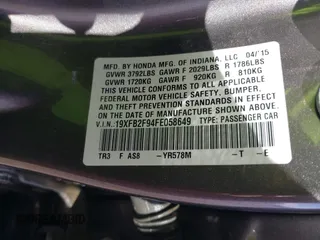 MFD. BY HONDA MFG. OF INDIANA, LLC 04/15
GVWR 3792LBS GAWR F 2029LBS R 1786LBS
GVWR 1720KG GAWR F 920KG R 810KG
THIS VEHICLE CONFORMS TO ALL APPLICABLE
FEDERAL MOTOR VEHICLE SAFETY, BUMPER,
AND THEFT PREVENTION STANDARDS IN EFFECT
ON THE DATE OF MANUFACTURE SHOWN ABOVE.
V.I.N.: 19XFB2F94FE058649 TYPE: PASSENGER CAR
TR3 F AS8 -YR578M -T -E